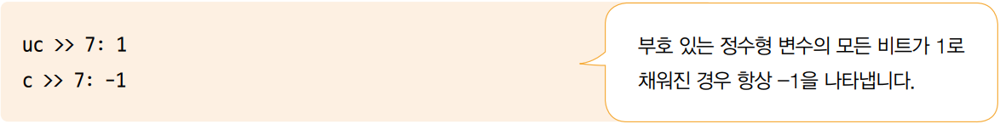 uc >> 7: 1
c >> 7: -1
부호 있는 정수형 변수의 모든 비트가 1로
채워진 경우 항상 -1을 나타냅니다.